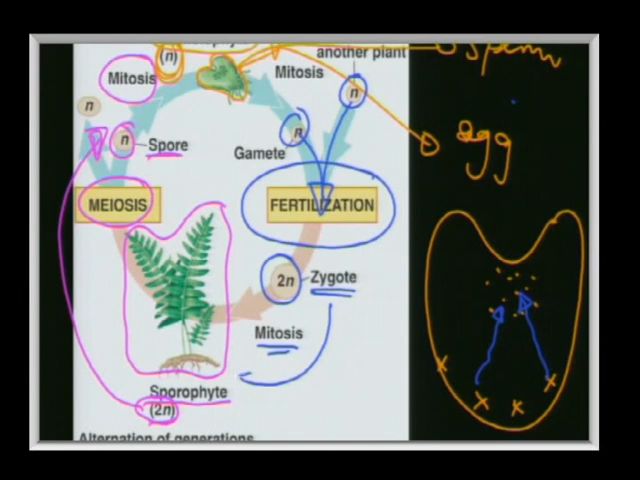 (n)
another plant
Mitosis
Mitosis
sperm
n
n
n
n
Spore
Gamete
egg
MEIOSIS
FERTILIZATION
2n
Zygote
Mitosis
Sporophyte
(2n)
Alternation of generations